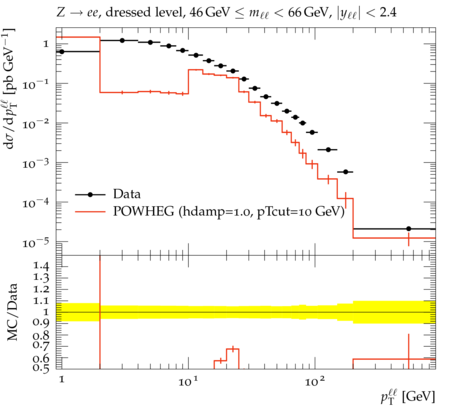 Z → ee, dressed level, 46 GeV ≤ mℓℓ < 66 GeV, |yℓℓ| < 2.4
dσ/dpTℓℓ [pb GeV⁻¹]
1
10⁻¹
10⁻²
10⁻³
10⁻⁴
10⁻⁵
Data
POWHEG (hdamp=1.0, pTcut=10 GeV)
MC/Data
1.4
1.3
1.2
1.1
1
0.9
0.8
0.7
0.6
0.5
1 10¹ 10²
pTℓℓ [GeV]